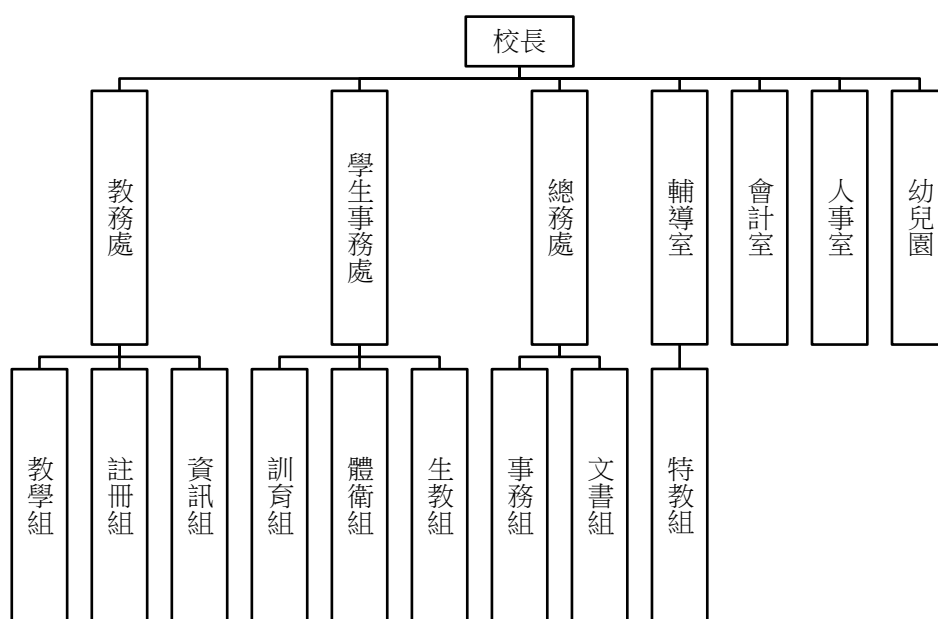 校長
教務處
學生事務處
總務處
輔導室
會計室
人事室
幼兒園
教學組
註冊組
資訊組
訓育組
體衛組
生教組
事務組
文書組
特教組